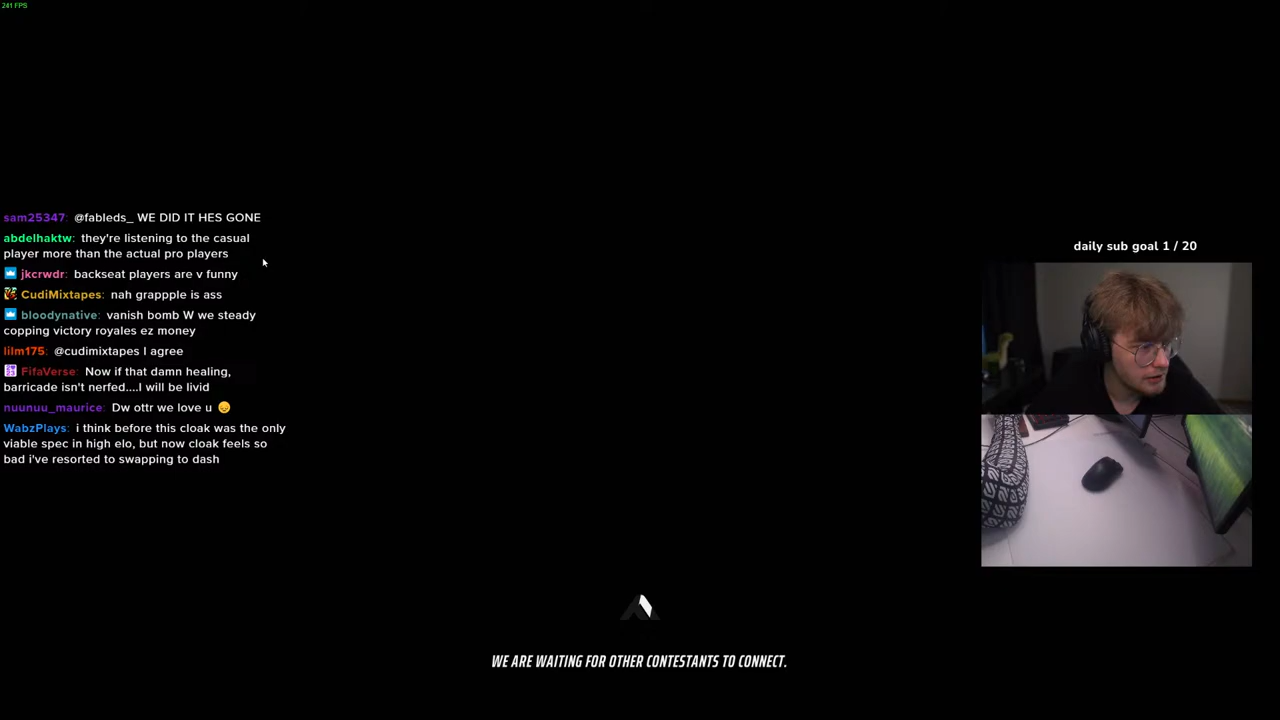 241 FPS
sam25347: @fableds_ WE DID IT HES GONE
abdelhaktw: they're listening to the casual
player more than the actual pro players
jkcrwdr: backseat players are v funny
CudiMixtapes: nah grappple is ass
bloodynative: vanish bomb W we steady
copping victory royales ez money
lilm175: @cudimixtapes I agree
FifaVerse: Now if that damn healing,
barricade isn't nerfed....I will be livid
nuunuu_maurice: Dw ottr we love u 😞
WabzPlays: i think before this cloak was the only
viable spec in high elo, but now cloak feels so
bad i've resorted to swapping to dash
daily sub goal 1 / 20
WE ARE WAITING FOR OTHER CONTESTANTS TO CONNECT.